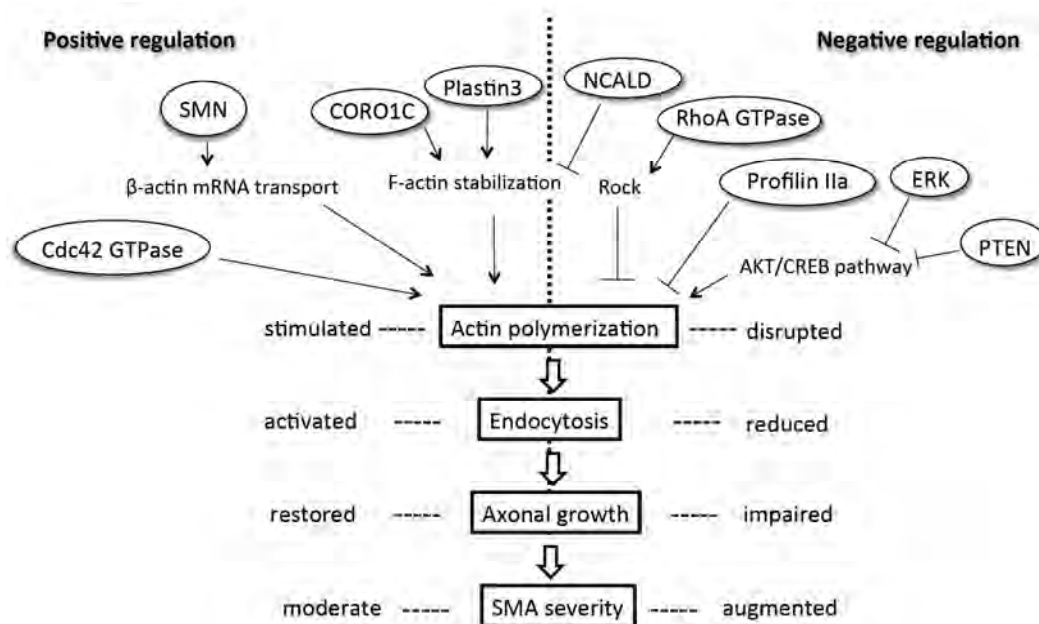 Positive regulation
Negative regulation
SMN
CORO1C
Plastin3
NCALD
RhoA GTPase
β-actin mRNA transport
F-actin stabilization
Rock
Profilin IIa
ERK
Cdc42 GTPase
AKT/CREB pathway
PTEN
stimulated
Actin polymerization
disrupted
activated
Endocytosis
reduced
restored
Axonal growth
impaired
moderate
SMA severity
augmented